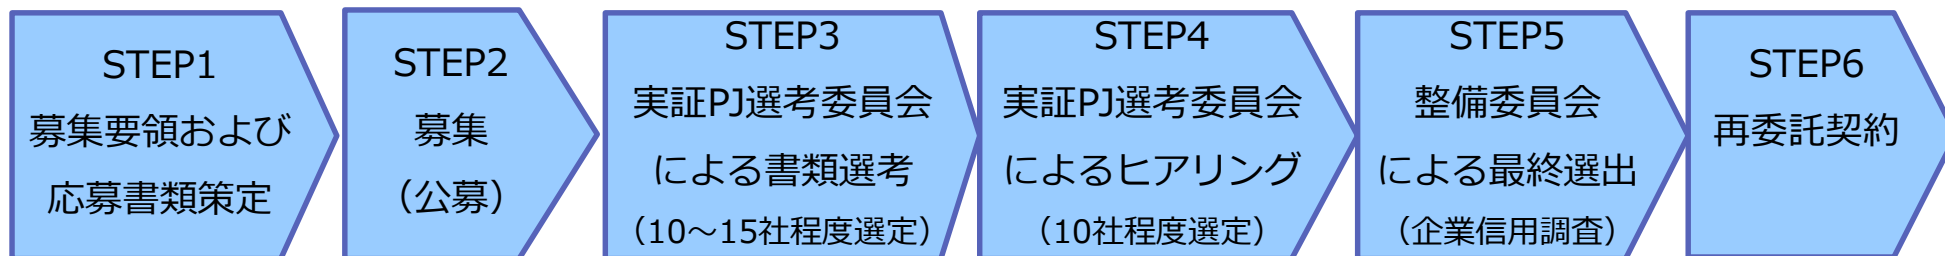 STEP1
募集要領および
応募書類策定
STEP2
募集
（公募）
STEP3
実証PJ選考委員会
による書類選考
（10～15社程度選定）
STEP4
実証PJ選考委員会
によるヒアリング
（10社程度選定）
STEP5
整備委員会
による最終選出
（企業信用調査）
STEP6
再委託契約